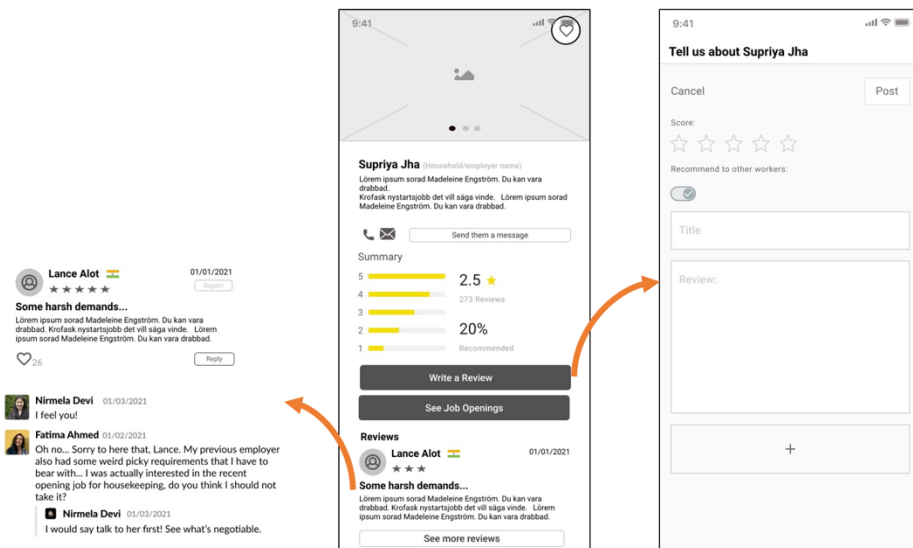 Lance Alot
01/01/2021
Report
Some harsh demands...
Lörem ipsum sorad Madeleine Engström. Du kan vara
drabbad. Krofask nystartsjobb det vill säga vinde. Lörem
ipsum sorad Madeleine Engström. Du kan vara drabbad.
26
Reply
Nirmela Devi 01/03/2021
I feel you!
Fatima Ahmed 01/02/2021
Oh no... Sorry to here that, Lance. My previous employer
also had some weird picky requirements that I have to
bear with... I was actually interested in the recent
opening job for housekeeping, do you think I should not
take it?
Nirmela Devi 01/03/2021
I would say talk to her first! See what's negotiable.
9:41
Supriya Jha (Household/employer name)
Lörem ipsum sorad Madeleine Engström. Du kan vara
drabbad.
Krofask nystartsjobb det vill säga vinde. Lörem ipsum sorad
Madeleine Engström. Du kan vara drabbad.
Send them a message
Summary
5
4
3
2
1
2.5
273 Reviews
20%
Recommended
Write a Review
See Job Openings
Reviews
Lance Alot
01/01/2021
Some harsh demands...
Lörem ipsum sorad Madeleine Engström. Du kan vara
drabbad. Krofask nystartsjobb det vill säga vinde. Lörem
ipsum sorad Madeleine Engström. Du kan vara drabbad.
See more reviews
9:41
Tell us about Supriya Jha
Cancel
Post
Score:
Recommend to other workers:
Title
Review:
+